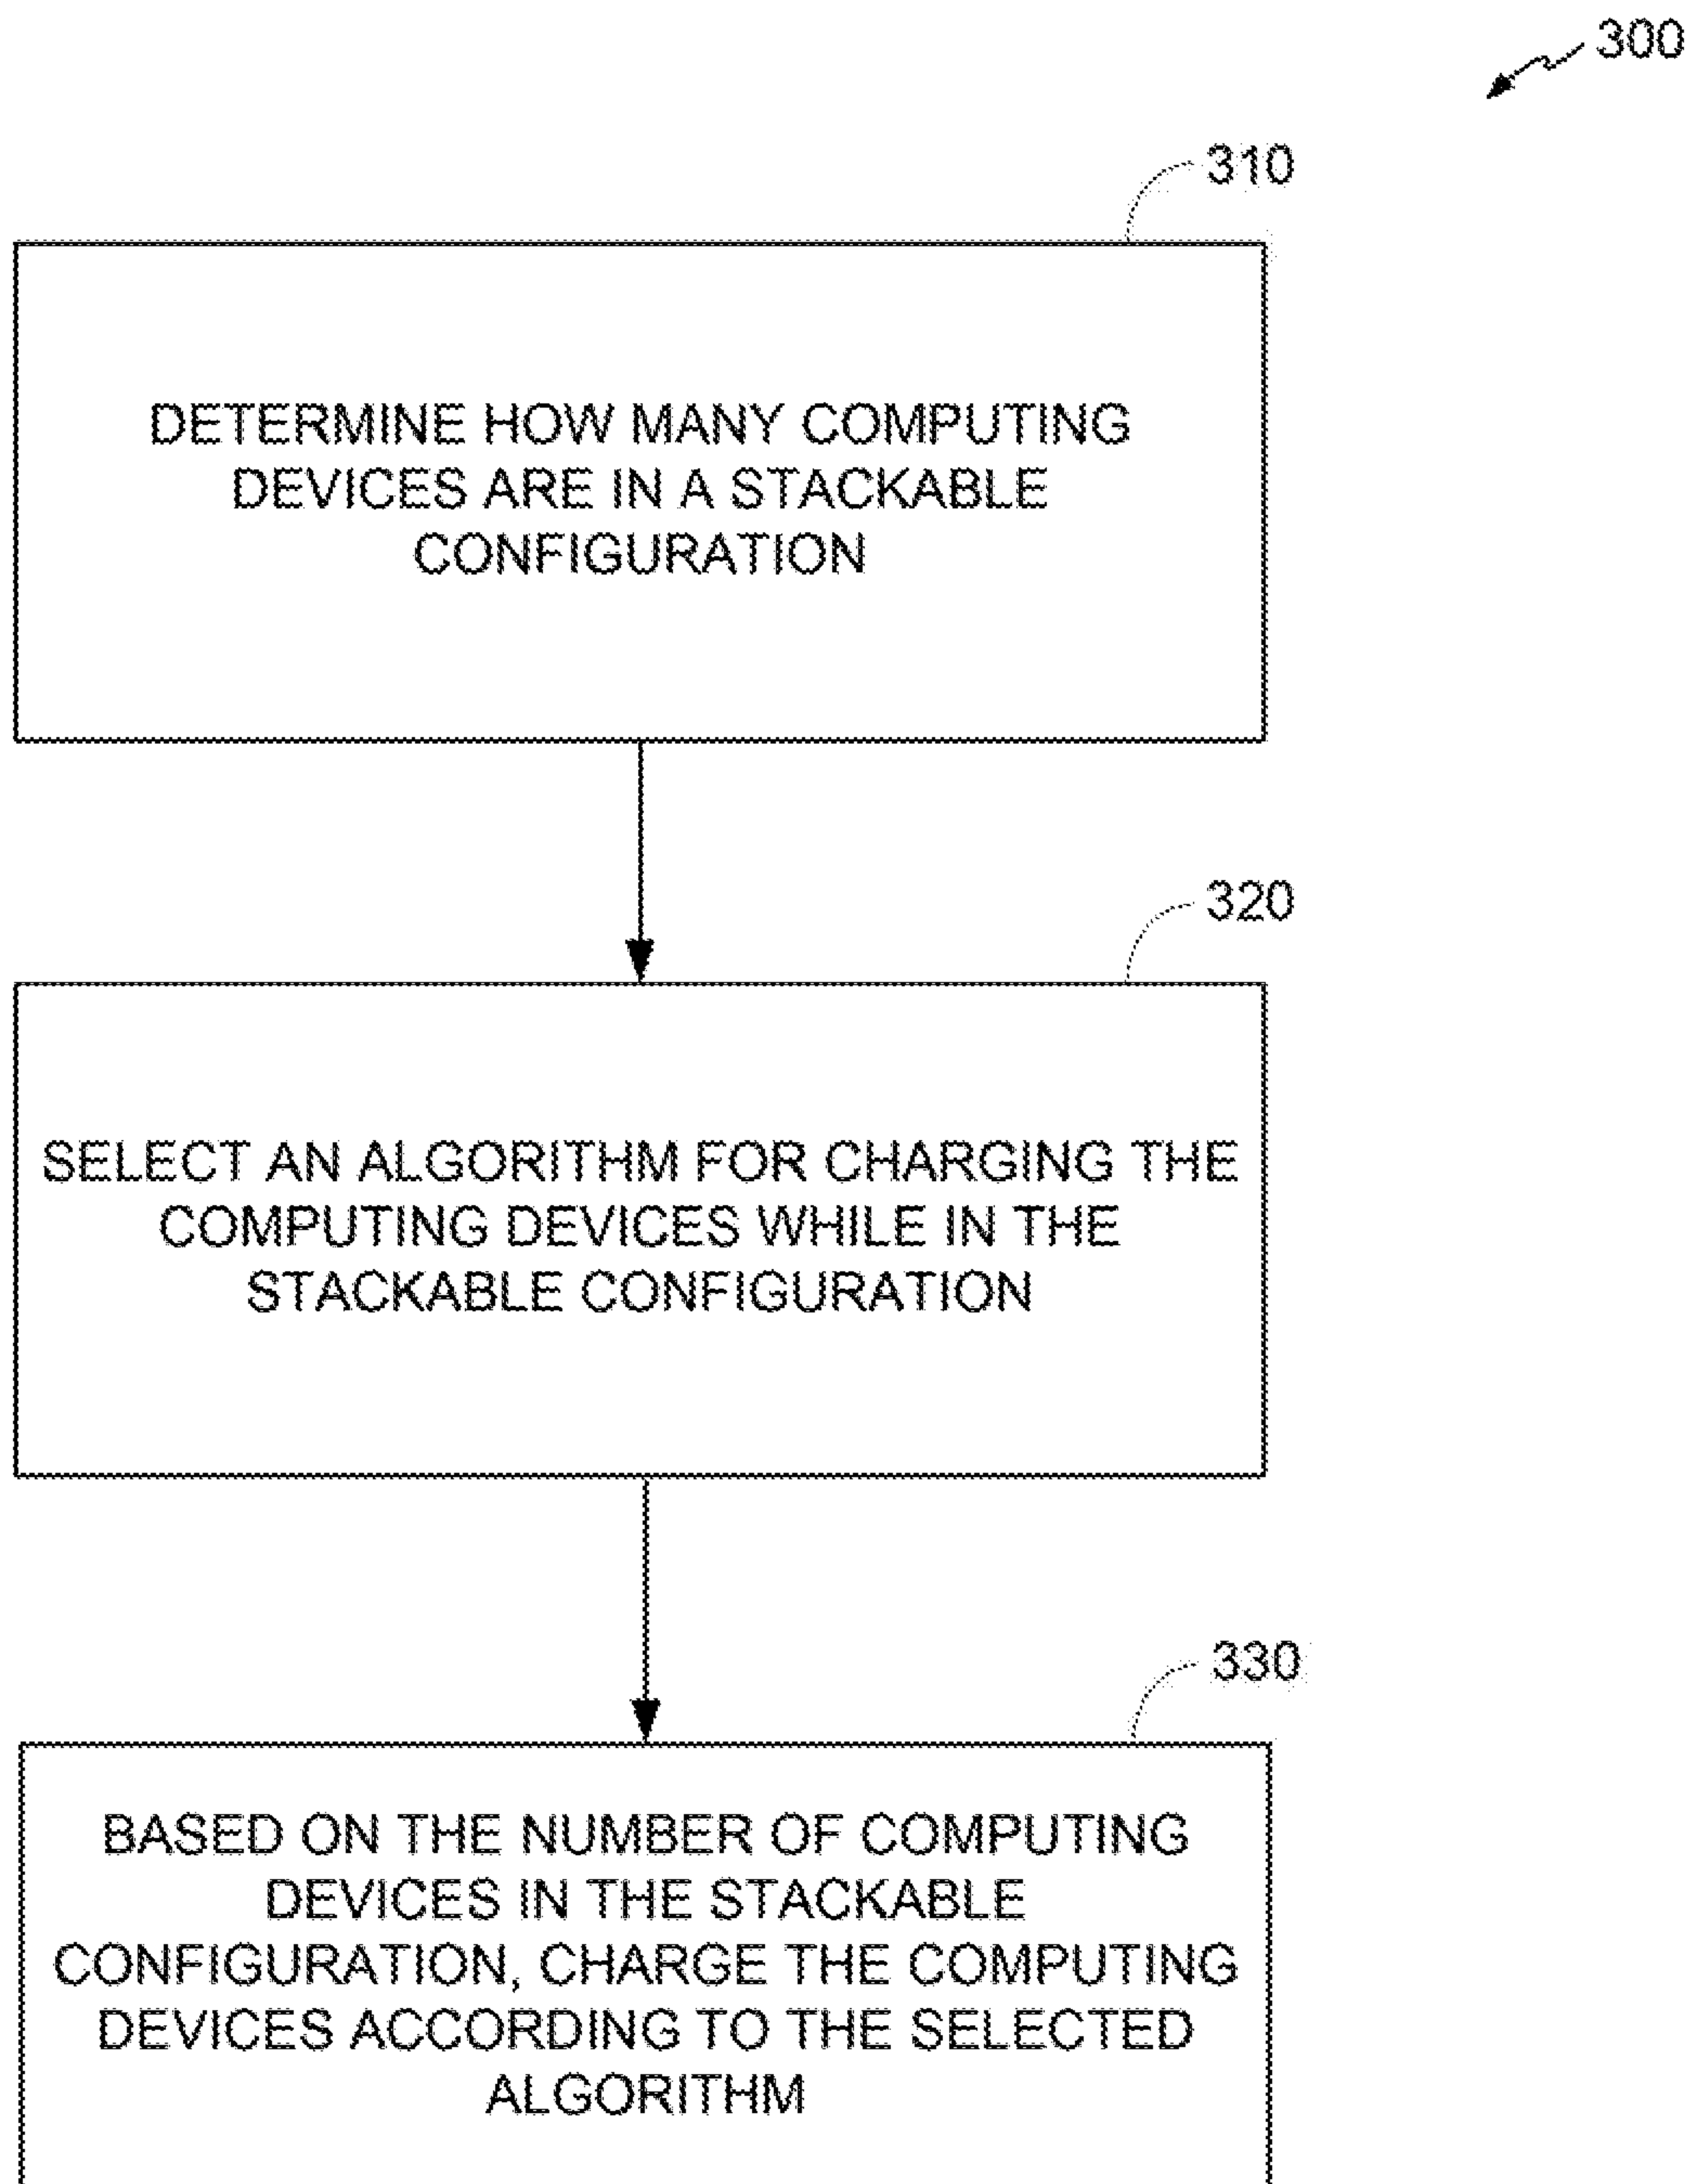 300
310
DETERMINE HOW MANY COMPUTING
DEVICES ARE IN A STACKABLE
CONFIGURATION
320
SELECT AN ALGORITHM FOR CHARGING THE
COMPUTING DEVICES WHILE IN THE
STACKABLE CONFIGURATION
330
BASED ON THE NUMBER OF COMPUTING
DEVICES IN THE STACKABLE
CONFIGURATION, CHARGE THE COMPUTING
DEVICES ACCORDING TO THE SELECTED
ALGORITHM